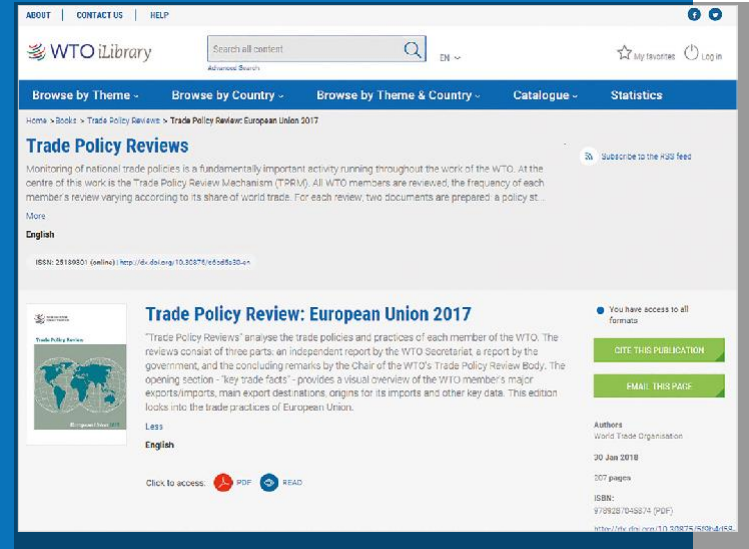 ABOUT | CONTACT US | HELP
WTO iLibrary
Search all content
Advanced Search
EN
My favorites
Log in
Browse by Theme
Browse by Country
Browse by Theme & Country
Catalogue
Statistics
Home > Books > Trade Policy Reviews > Trade Policy Review: European Union 2017
Trade Policy Reviews
Subscribe to the RSS feed
Monitoring of national trade policies is a fundamentally important activity running throughout the work of the WTO. At the
centre of this work is the Trade Policy Review Mechanism (TPRM). All WTO members are reviewed, the frequency of each
member's review varying according to its share of world trade. For each review, two documents are prepared: a policy st...
More
English
ISSN: 25189801 (online) |
Trade Policy Review
European Union 2017
Trade Policy Review: European Union 2017
"Trade Policy Reviews" analyse the trade policies and practices of each member of the WTO. The
reviews consist of three parts: an independent report by the WTO Secretariat, a report by the
government, and the concluding remarks by the Chair of the WTO's Trade Policy Review Body. The
opening section - "key trade facts" - provides a visual overview of the WTO member's major
exports/imports, main export destinations, origins for its imports and other key data. This edition
looks into the trade practices of European Union.
Less
English
Click to access: PDF READ
You have access to all
formats
CITE THIS PUBLICATION
EMAIL THIS PAGE
Authors
World Trade Organisation
30 Jan 2018
207 pages
ISBN:
9789287045874 (PDF)